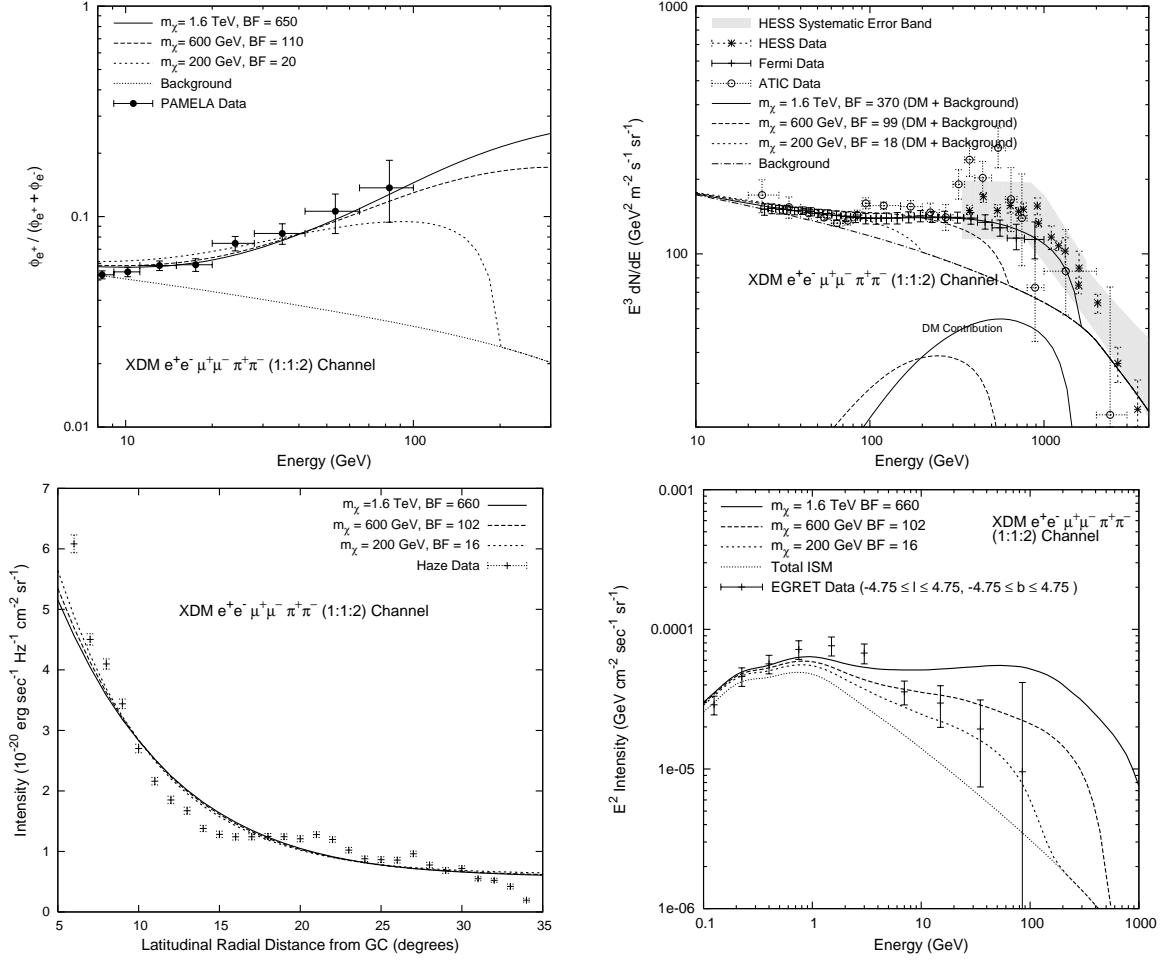 m_χ = 1.6 TeV, BF = 650
m_χ = 600 GeV, BF = 110
m_χ = 200 GeV, BF = 20
Background
PAMELA Data
XDM e⁺e⁻ μ⁺μ⁻ π⁺π⁻ (1:1:2) Channel
ϕ_e⁺ / (ϕ_e⁺ + ϕ_e⁻)
1
0.1
0.01
10
100
Energy (GeV)
HESS Systematic Error Band
HESS Data
Fermi Data
ATIC Data
m_χ = 1.6 TeV, BF = 370 (DM + Background)
m_χ = 600 GeV, BF = 99 (DM + Background)
m_χ = 200 GeV, BF = 18 (DM + Background)
Background
XDM e⁺e⁻ μ⁺μ⁻ π⁺π⁻ (1:1:2) Channel
DM Contribution
E³ dN/dE (GeV² m⁻² s⁻¹ sr⁻¹)
1000
100
10
100
1000
Energy (GeV)
m_χ =1.6 TeV, BF = 660
m_χ = 600 GeV, BF = 102
m_χ = 200 GeV, BF = 16
Haze Data
XDM e⁺e⁻ μ⁺μ⁻ π⁺π⁻ (1:1:2) Channel
Intensity (10⁻²⁰ erg sec⁻¹ Hz⁻¹ cm⁻² sr⁻¹)
7
6
5
4
3
2
1
0
5
10
15
20
25
30
35
Latitudinal Radial Distance from GC (degrees)
m_χ = 1.6 TeV BF = 660
m_χ = 600 GeV BF = 102
m_χ = 200 GeV BF = 16
Total ISM
EGRET Data (-4.75 ≤ l ≤ 4.75, -4.75 ≤ b ≤ 4.75 )
XDM e⁺e⁻ μ⁺μ⁻ π⁺π⁻
(1:1:2) Channel
E² Intensity (GeV cm⁻² sec⁻¹ sr⁻¹)
0.001
0.0001
1e-05
1e-06
0.1
1
10
100
1000
Energy (GeV)